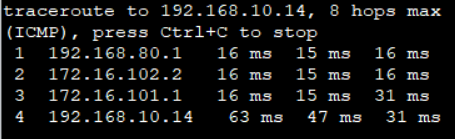 traceroute to 192.168.10.14, 8 hops max
(ICMP), press Ctrl+C to stop
1 192.168.80.1 16 ms 15 ms 16 ms
2 172.16.102.2 16 ms 15 ms 16 ms
3 172.16.101.1 16 ms 15 ms 31 ms
4 192.168.10.14 63 ms 47 ms 31 ms